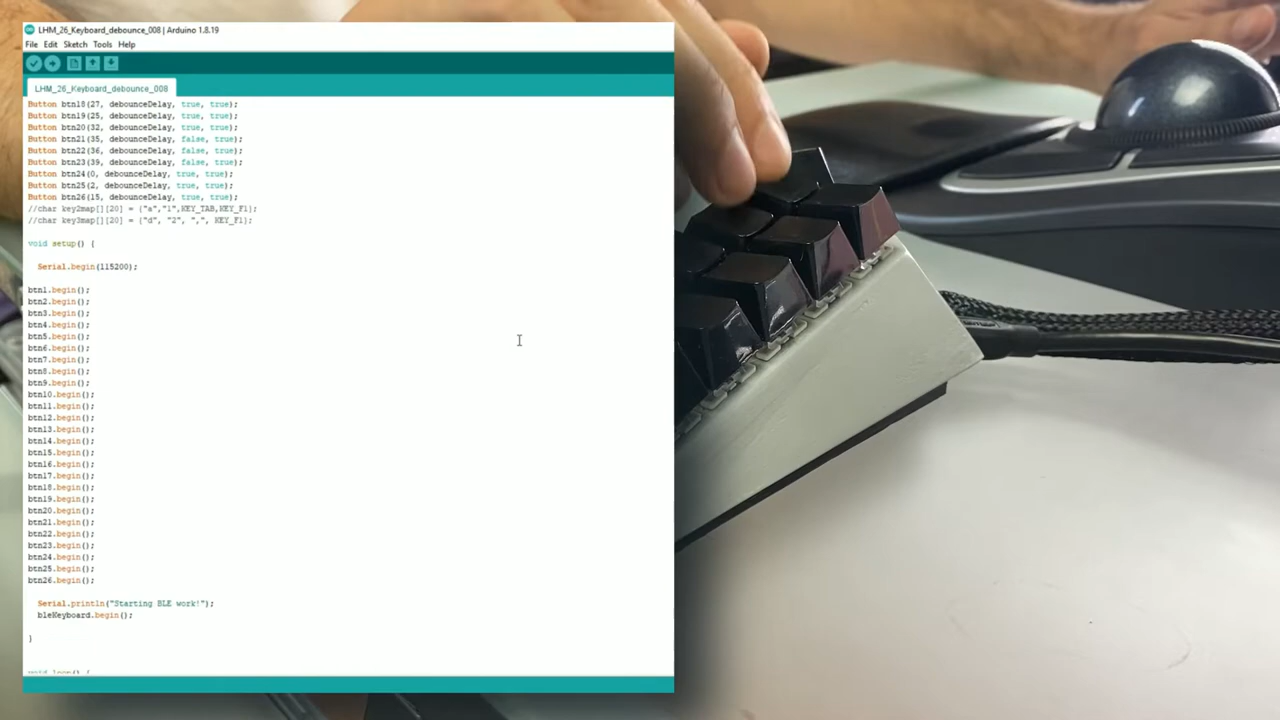 LHM_26_Keyboard_debounce_008 | Arduino 1.8.19
File Edit Sketch Tools Help
LHM_26_Keyboard_debounce_008
Button btn18(27, debounceDelay, true, true);
Button btn19(25, debounceDelay, true, true);
Button btn20(32, debounceDelay, true, true);
Button btn21(35, debounceDelay, false, true);
Button btn22(36, debounceDelay, false, true);
Button btn23(39, debounceDelay, false, true);
Button btn24(0, debounceDelay, true, true);
Button btn25(2, debounceDelay, true, true);
Button btn26(15, debounceDelay, true, true);
//char key2map[][20] = {"a","1",KEY_TAB,KEY_F1};
//char key3map[][20] = {"d", "2", ",", KEY_F1};
void setup() {
Serial.begin(115200);
btn1.begin();
btn2.begin();
btn3.begin();
btn4.begin();
btn5.begin();
btn6.begin();
btn7.begin();
btn8.begin();
btn9.begin();
btn10.begin();
btn11.begin();
btn12.begin();
btn13.begin();
btn14.begin();
btn15.begin();
btn16.begin();
btn17.begin();
btn18.begin();
btn19.begin();
btn20.begin();
btn21.begin();
btn22.begin();
btn23.begin();
btn24.begin();
btn25.begin();
btn26.begin();
Serial.println("Starting BLE work!");
bleKeyboard.begin();
}
void loop() {